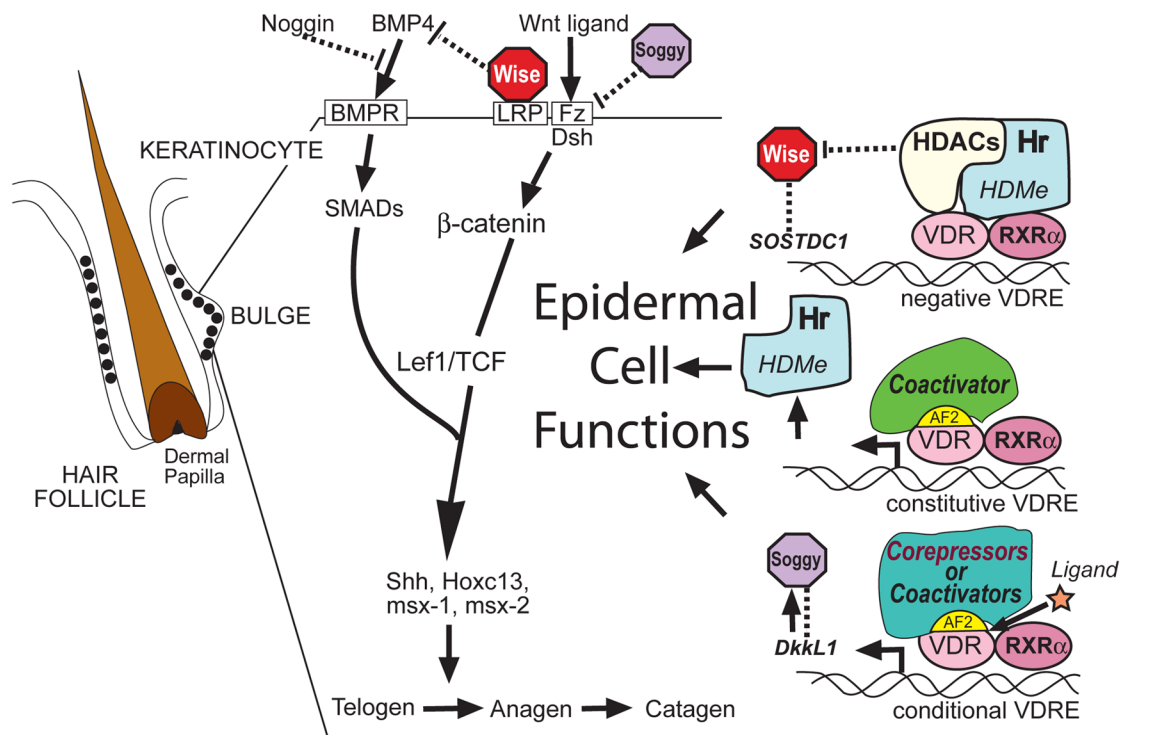 Noggin
BMP4
Wnt ligand
Soggy
Wise
BMPR
LRP
Fz
Dsh
KERATINOCYTE
SMADs
β-catenin
BULGE
Lef1/TCF
HAIR
FOLLICLE
Dermal
Papilla
Shh, Hoxc13,
msx-1, msx-2
Telogen
Anagen
Catagen
Epidermal
Cell
Functions
Wise
SOSTDC1
HDACs
Hr
HDMe
VDR
RXRα
negative VDRE
Hr
HDMe
Coactivator
AF2
VDR
RXRα
constitutive VDRE
Soggy
DkkL1
Corepressors
or
Coactivators
Ligand
AF2
VDR
RXRα
conditional VDRE